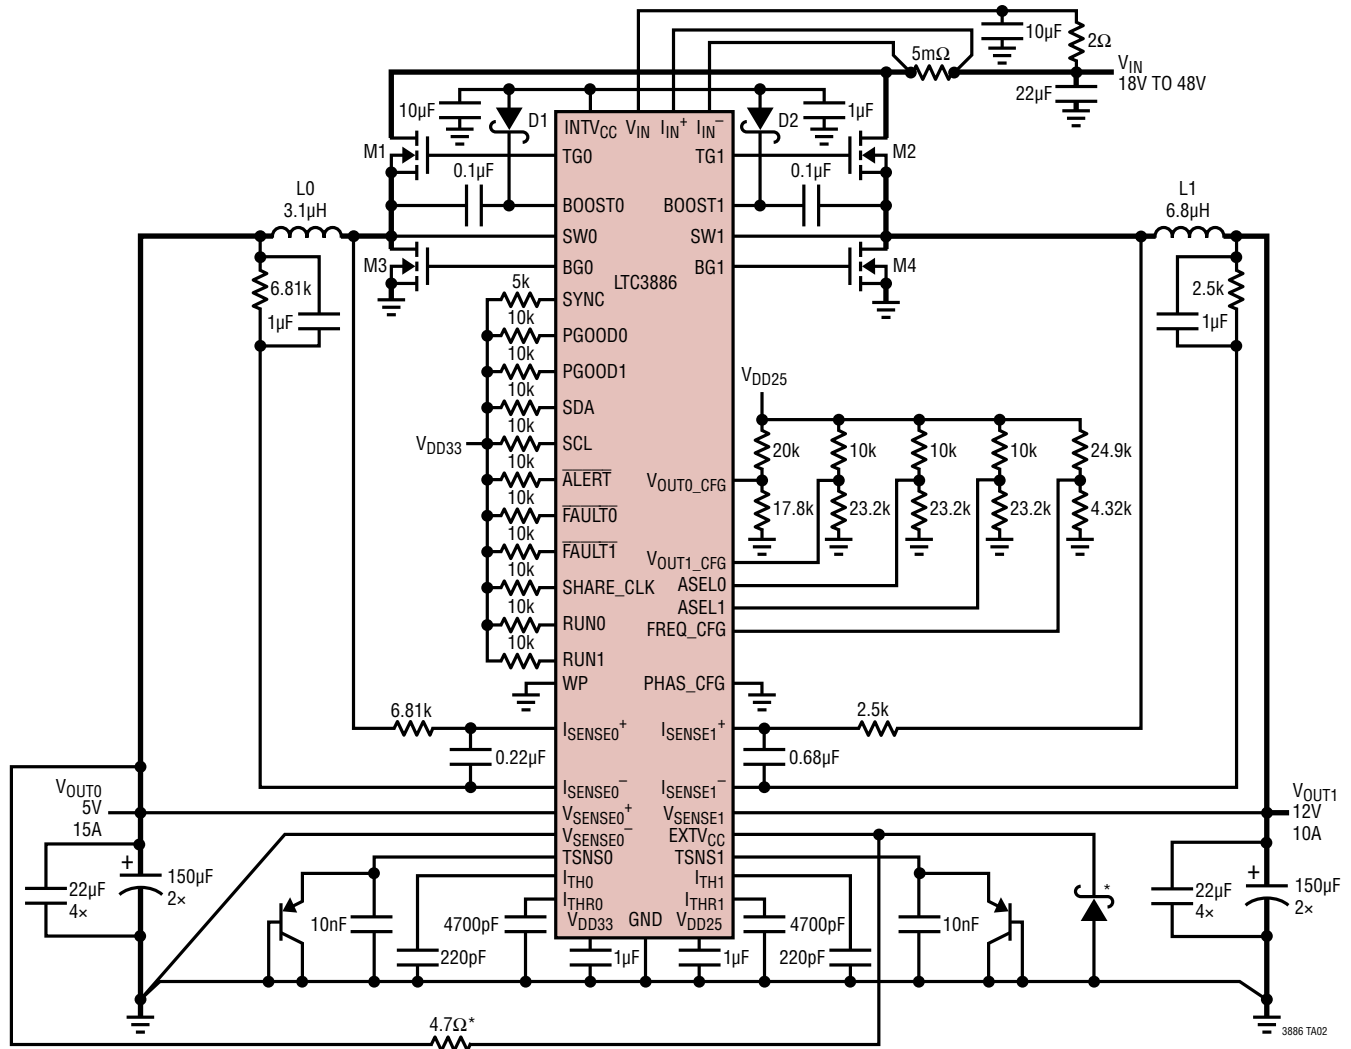 10µF
2Ω
5mΩ
VIN
18V TO 48V
22µF
10µF
D1
D2
1µF
INTVCC
VIN
IIN+
IIN−
M1
TG0
TG1
M2
0.1µF
0.1µF
L0
3.1µH
BOOST0
BOOST1
L1
6.8µH
SW0
SW1
M3
BG0
BG1
M4
LTC3886
6.81k
1µF
2.5k
1µF
5k
SYNC
10k
PGOOD0
10k
PGOOD1
10k
SDA
10k
VDD33
SCL
10k
ALERT
10k
FAULT0
10k
FAULT1
10k
SHARE_CLK
10k
RUN0
10k
RUN1
WP
VDD25
20k
10k
10k
10k
24.9k
VOUT0_CFG
17.8k
23.2k
23.2k
23.2k
4.32k
VOUT1_CFG
ASEL0
ASEL1
FREQ_CFG
PHAS_CFG
6.81k
ISENSE0+
ISENSE1+
2.5k
0.22µF
0.68µF
ISENSE0−
ISENSE1−
VOUT0
5V
15A
VSENSE0+
VSENSE1
VOUT1
12V
10A
VSENSE0−
EXTVCC
TSNS0
TSNS1
ITH0
ITH1
ITHR0
ITHR1
VDD33
GND
VDD25
+
150µF
2×
22µF
4×
10nF
220pF
4700pF
1µF
1µF
4700pF
220pF
10nF
*
22µF
4×
+
150µF
2×
4.7Ω*
3886 TA02